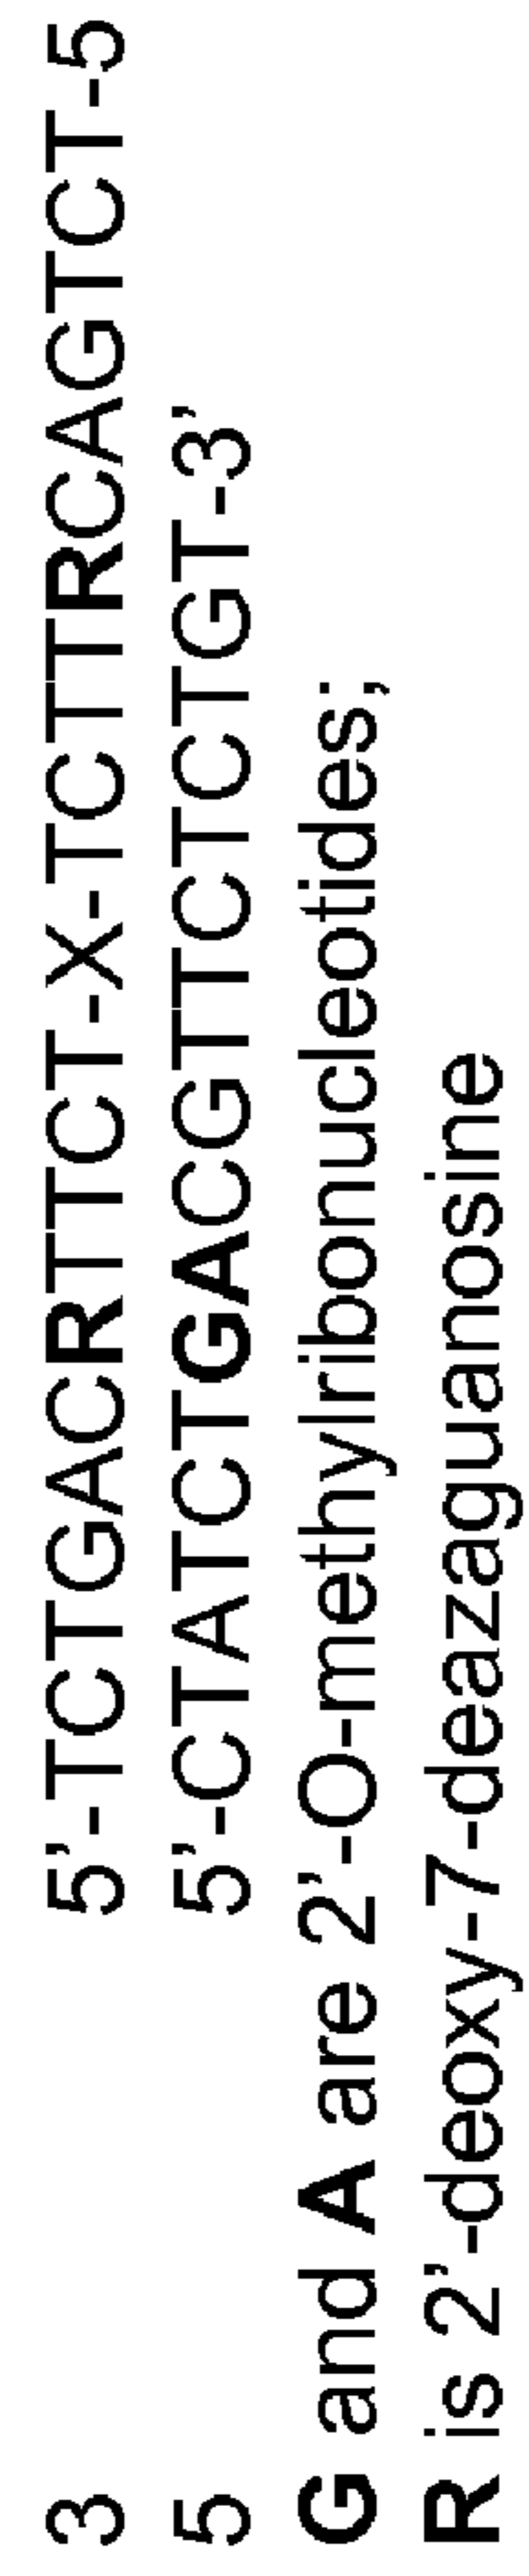 3 5'-TCTGACRTTCT-X-TCTTRCAGTCT-5
5 5'-CTATCTGACGTTCTCTGT-3'
G and A are 2'-O-methylribonucleotides;
R is 2'-deoxy-7-deazaguanosine